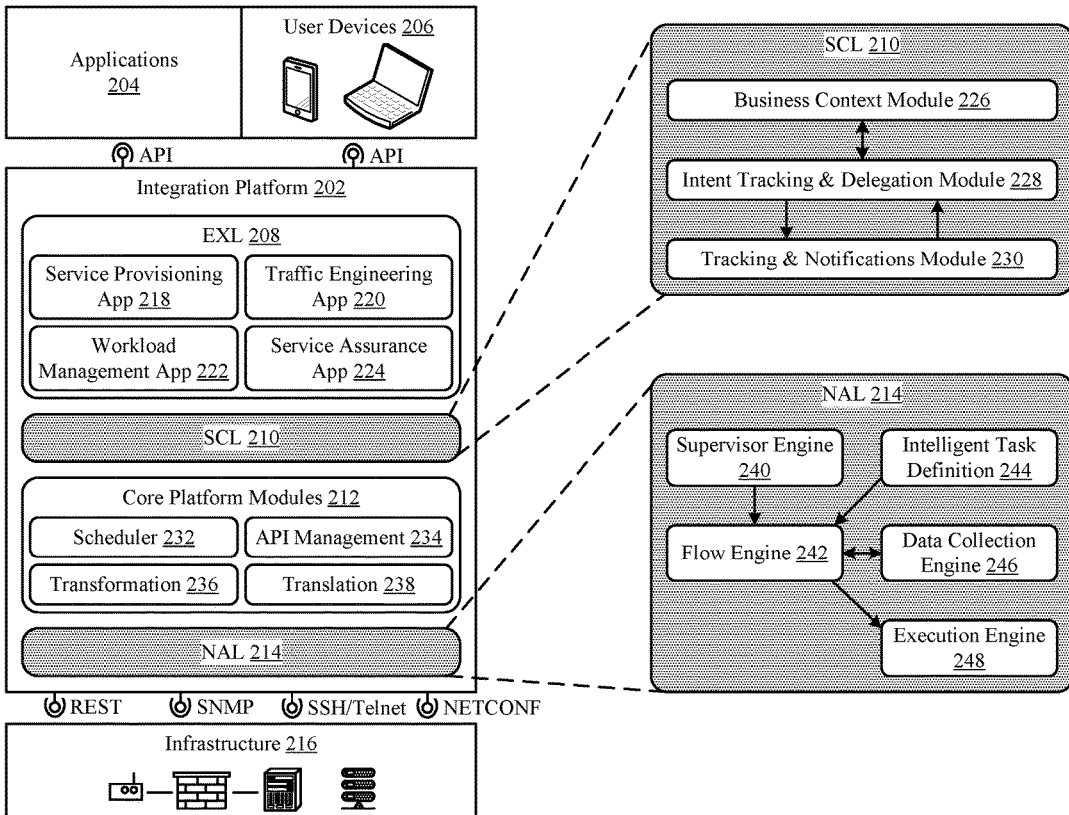 Applications
204
User Devices 206
API
API
Integration Platform 202
EXL 208
Service Provisioning
App 218
Traffic Engineering
App 220
Workload
Management App 222
Service Assurance
App 224
SCL 210
Core Platform Modules 212
Scheduler 232
API Management 234
Transformation 236
Translation 238
NAL 214
REST
SNMP
SSH/Telnet
NETCONF
Infrastructure 216
SCL 210
Business Context Module 226
Intent Tracking & Delegation Module 228
Tracking & Notifications Module 230
NAL 214
Supervisor Engine
240
Intelligent Task
Definition 244
Flow Engine 242
Data Collection
Engine 246
Execution Engine
248